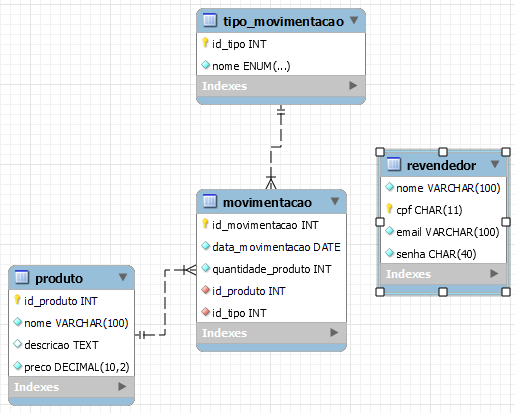 tipo_movimentacao
id_tipo INT
nome ENUM(...)
Indexes
revendedor
nome VARCHAR(100)
cpf CHAR(11)
email VARCHAR(100)
senha CHAR(40)
Indexes
movimentacao
id_movimentacao INT
data_movimentacao DATE
quantidade_produto INT
id_produto INT
id_tipo INT
Indexes
produto
id_produto INT
nome VARCHAR(100)
descricao TEXT
preco DECIMAL(10,2)
Indexes